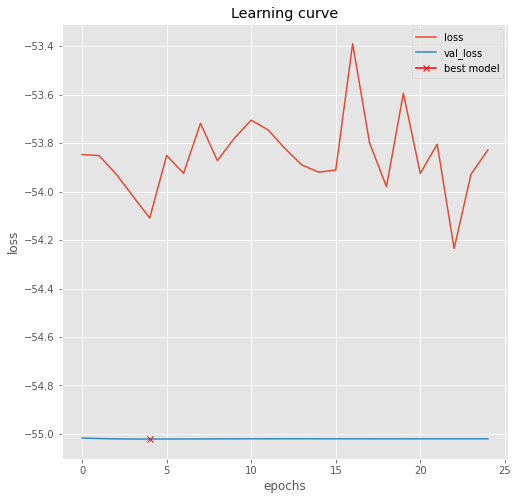 Learning curve
loss
val_loss
best model
−53.4
−53.6
−53.8
−54.0
−54.2
−54.4
−54.6
−54.8
−55.0
loss
0 5 10 15 20 25
epochs